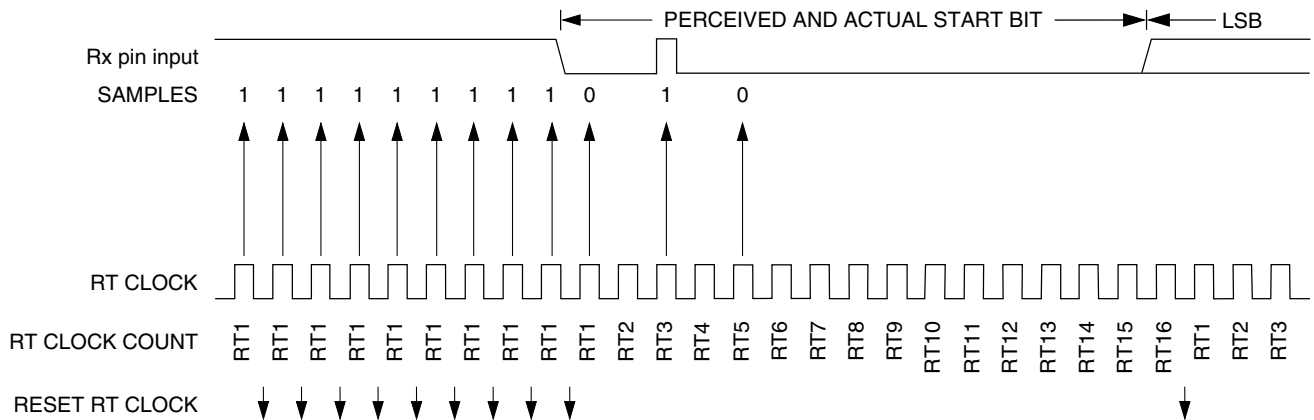 PERCEIVED AND ACTUAL START BIT LSB
Rx pin input
SAMPLES 1 1 1 1 1 1 1 1 1 0 1 0
RT CLOCK
RT CLOCK COUNT RT1 RT1 RT1 RT1 RT1 RT1 RT1 RT1 RT1 RT1 RT2 RT3 RT4 RT5 RT6 RT7 RT8 RT9 RT10 RT11 RT12 RT13 RT14 RT15 RT16 RT1 RT2 RT3
RESET RT CLOCK